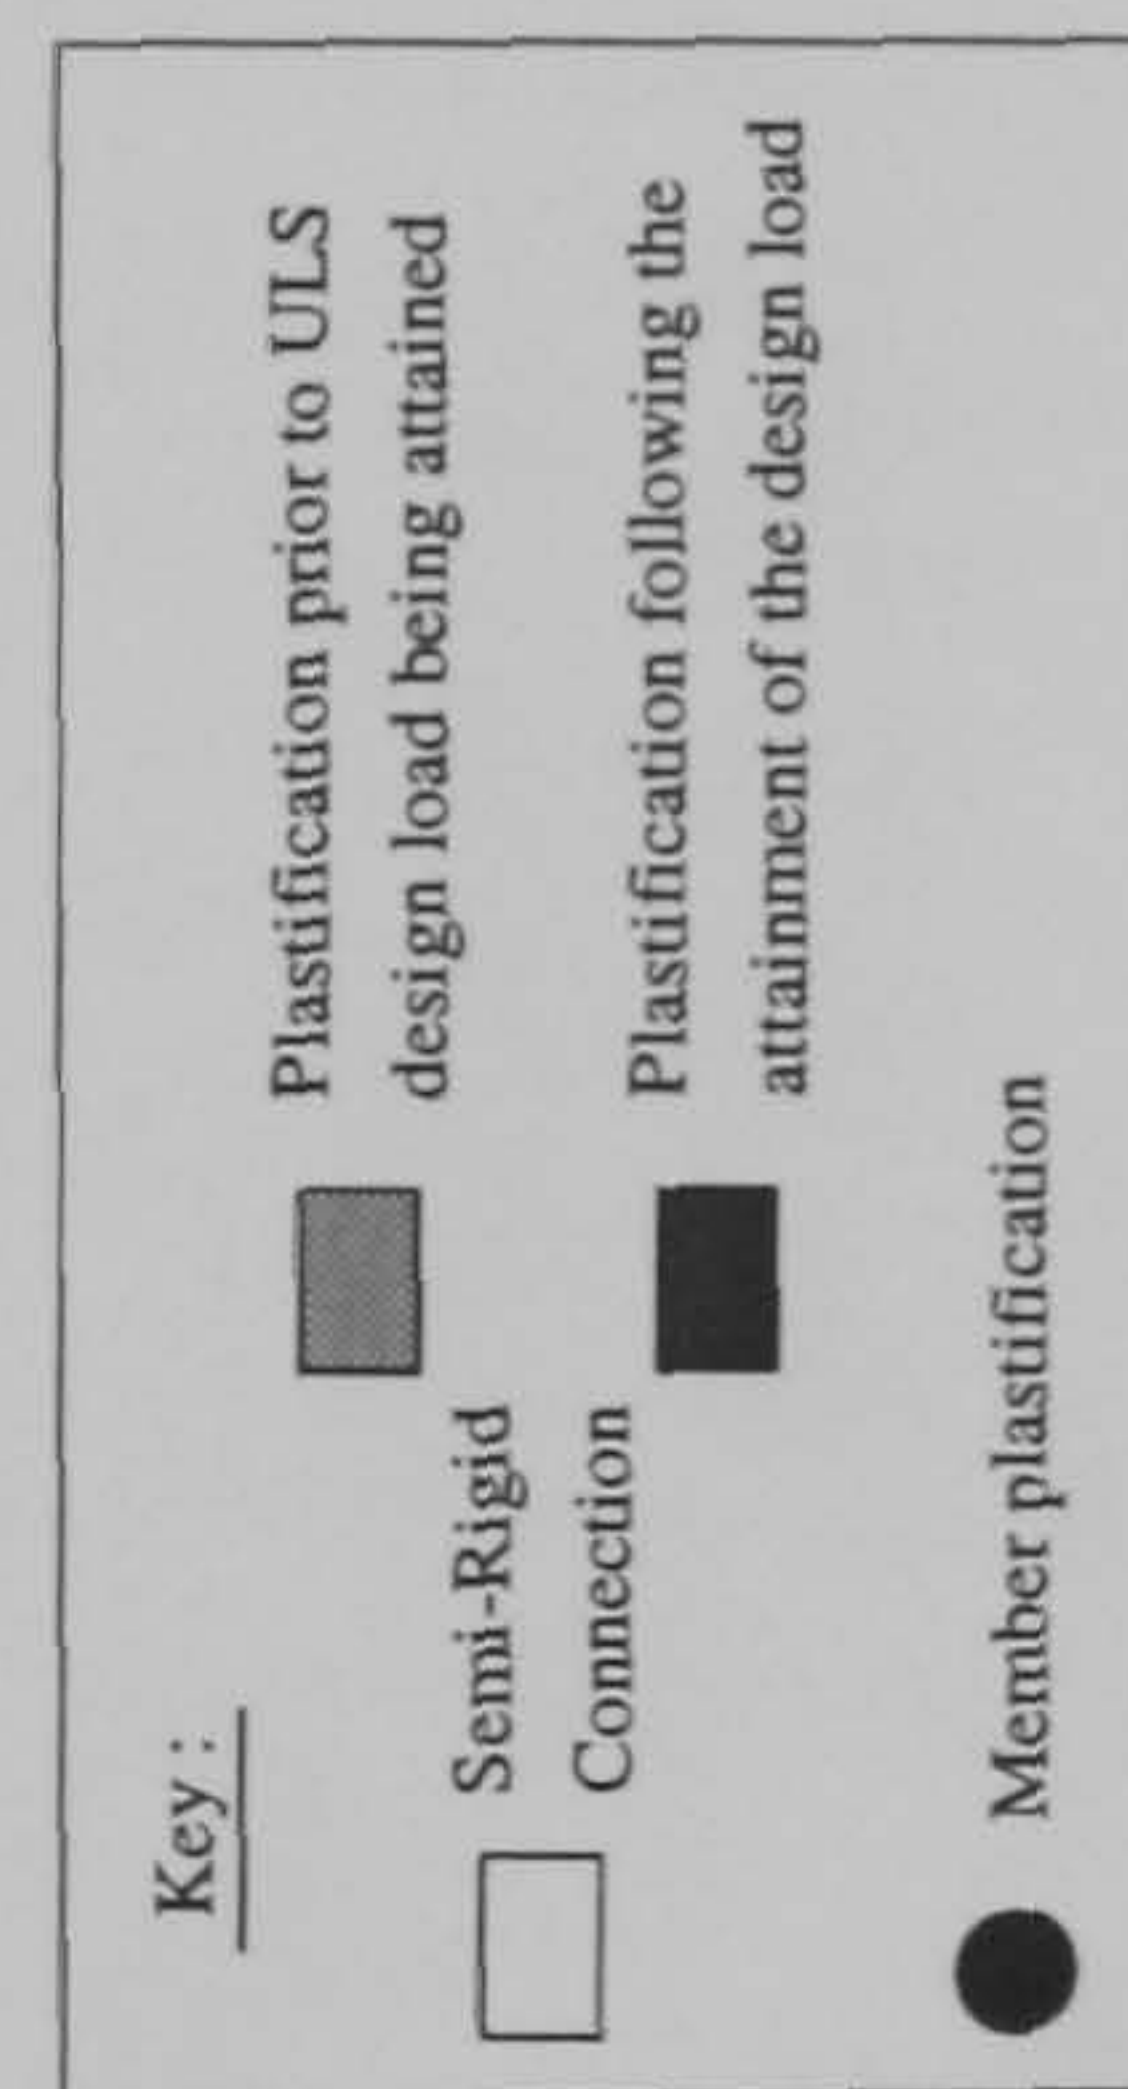 Key :
Plastification prior to ULS
design load being attained
Semi-Rigid
Connection
Plastification following the
attainment of the design load
Member plastification